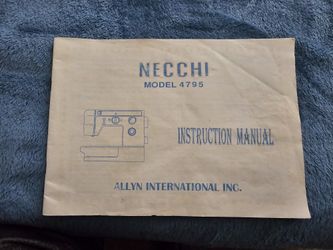 NECCHI
MODEL 4795
INSTRUCTION MANUAL
ALLYN INTERNATIONAL INC.